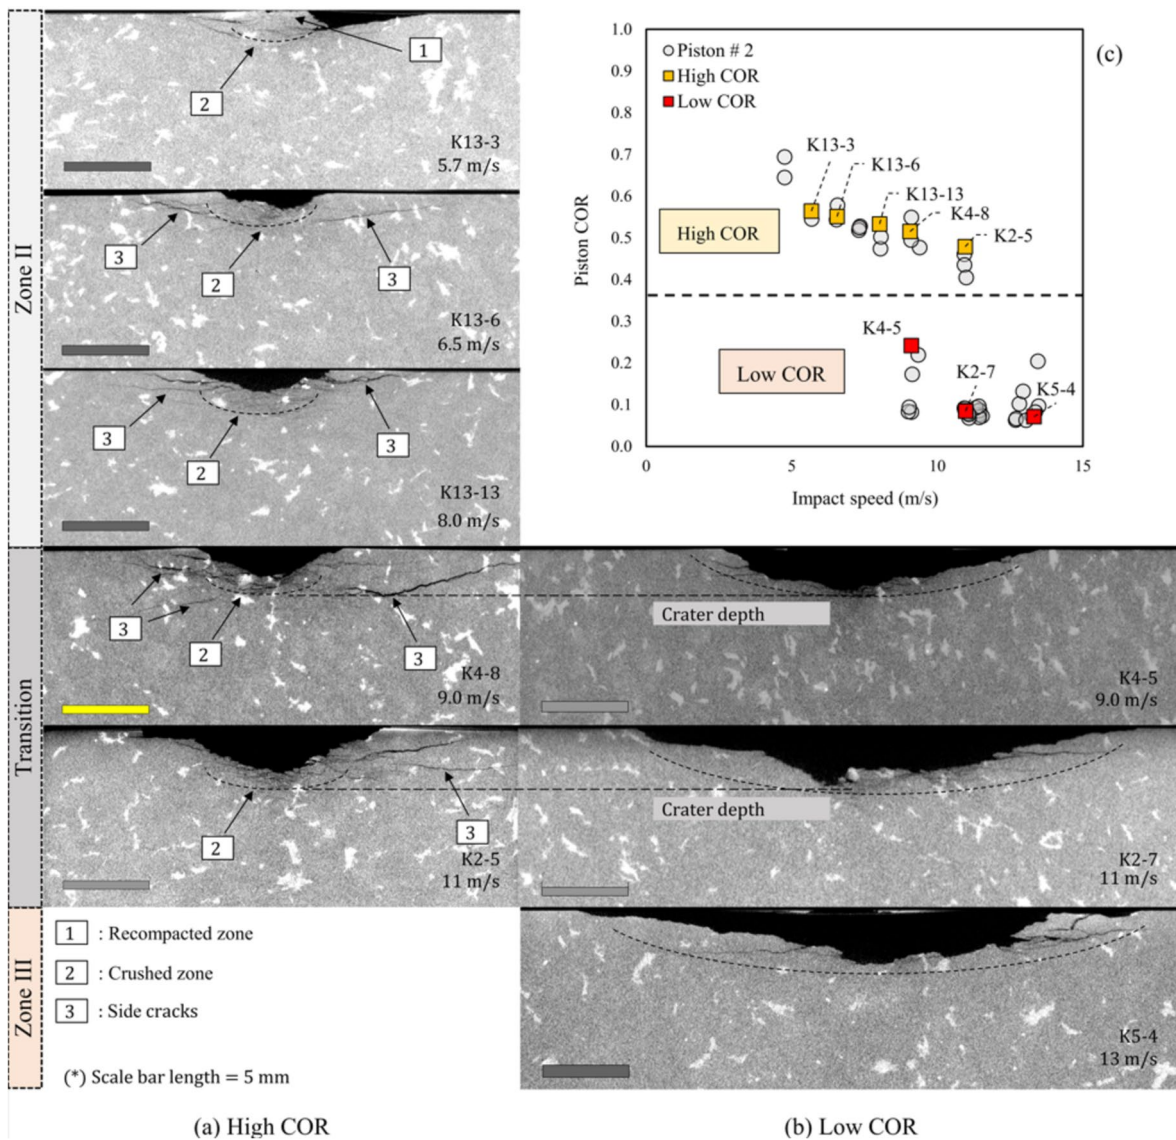 Zone II
1
2
K13-3
5.7 m/s
3
2
3
K13-6
6.5 m/s
3
2
3
K13-13
8.0 m/s
(c)
Piston COR
1.0
0.9
0.8
0.7
0.6
0.5
0.4
0.3
0.2
0.1
0.0
Piston # 2
High COR
Low COR
K13-3
K13-6
K13-13
K4-8
K2-5
High COR
K4-5
Low COR
K2-7
K5-4
0
5
10
15
Impact speed (m/s)
Transition
3
2
3
K4-8
9.0 m/s
Crater depth
K4-5
9.0 m/s
2
3
K2-5
11 m/s
Crater depth
K2-7
11 m/s
Zone III
1 : Recompacted zone
2 : Crushed zone
3 : Side cracks
(*) Scale bar length = 5 mm
K5-4
13 m/s
(a) High COR
(b) Low COR